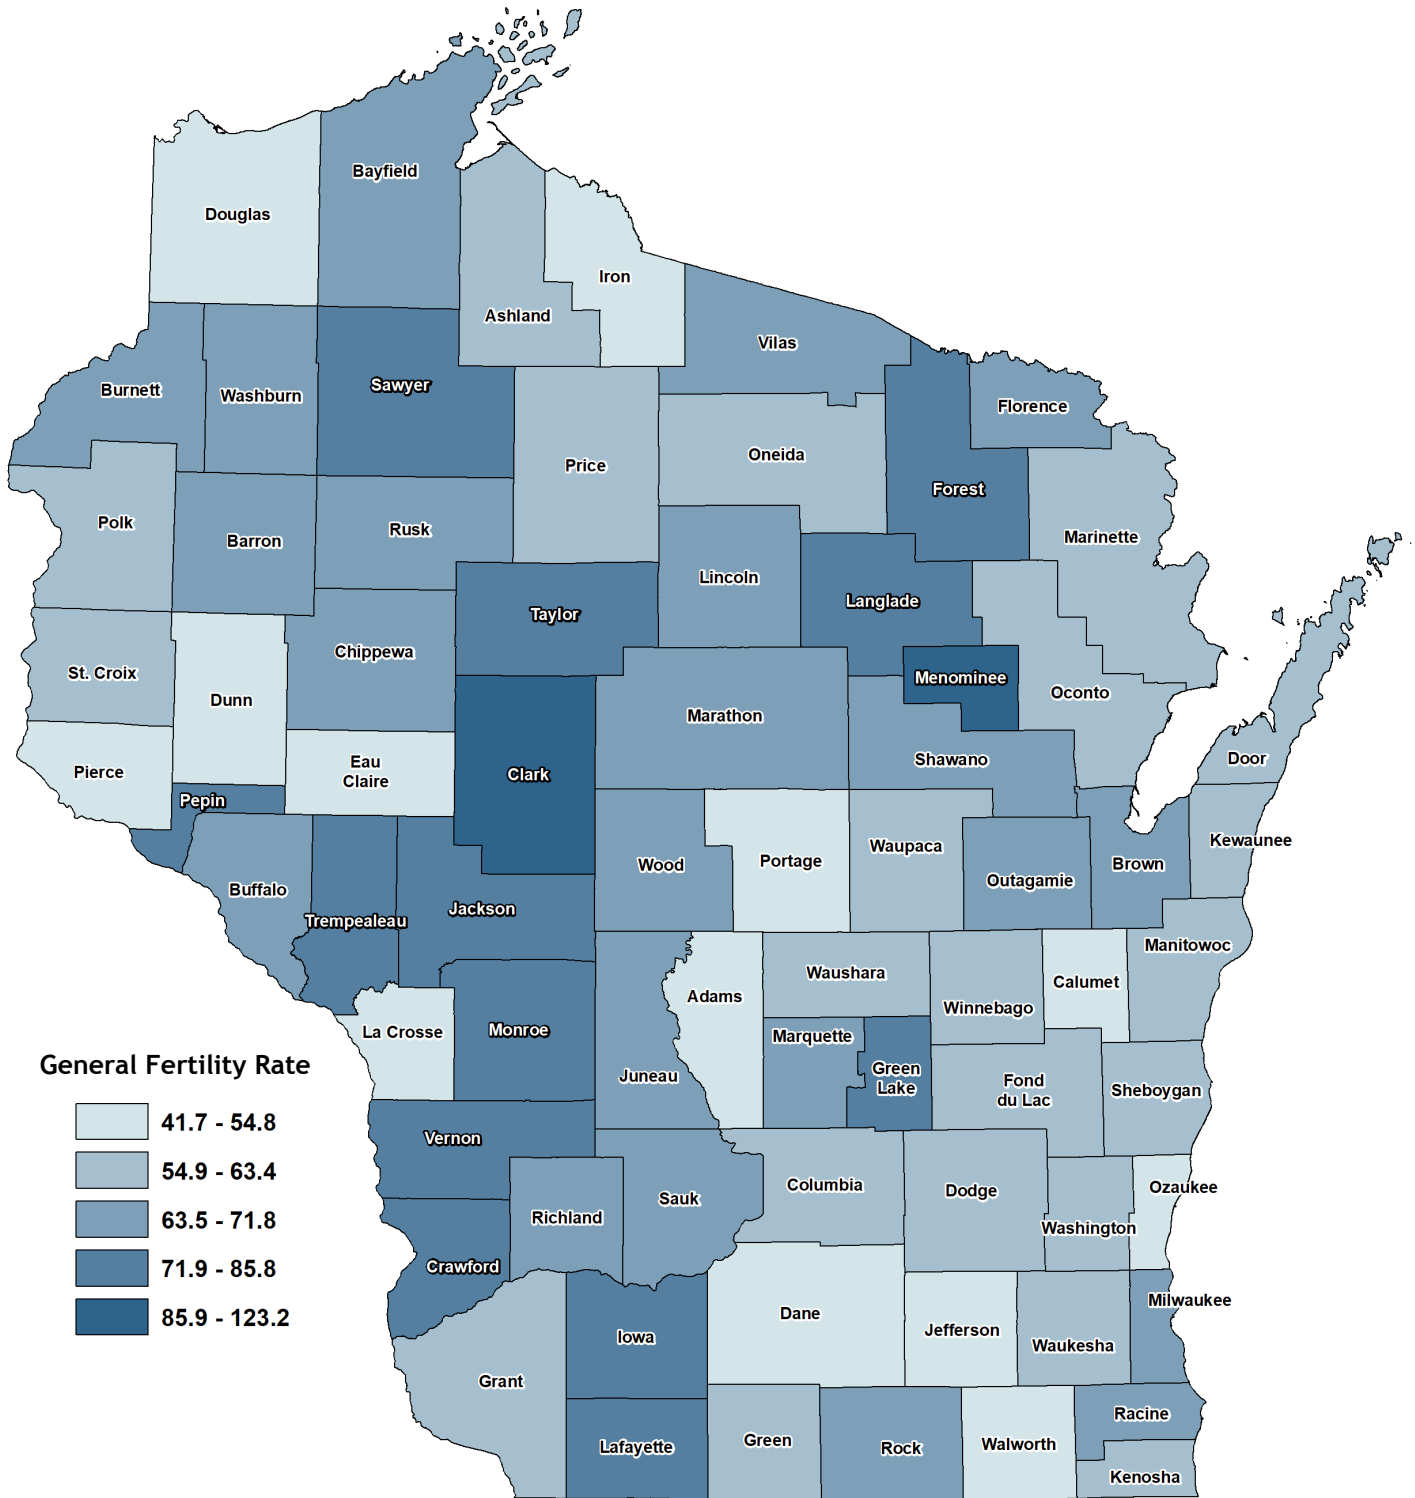 Bayfield
Douglas
Iron
Ashland
Vilas
Burnett
Washburn
Sawyer
Florence
Price
Oneida
Forest
Polk
Barron
Rusk
Marinette
Lincoln
Langlade
Taylor
St. Croix
Chippewa
Menominee
Dunn
Oconto
Marathon
Pierce
Eau
Claire
Clark
Shawano
Door
Pepin
Kewaunee
Buffalo
Wood
Portage
Waupaca
Outagamie
Brown
Trempealeau
Jackson
Manitowoc
Waushara
Adams
Calumet
Winnebago
La Crosse
Monroe
Marquette
General Fertility Rate
Juneau
Green
Lake
Fond
du Lac
Sheboygan
41.7 - 54.8
Vernon
54.9 - 63.4
Sauk
Columbia
Dodge
Ozaukee
63.5 - 71.8
Richland
Washington
71.9 - 85.8
Crawford
85.9 - 123.2
Iowa
Dane
Jefferson
Waukesha
Milwaukee
Grant
Lafayette
Green
Rock
Walworth
Racine
Kenosha